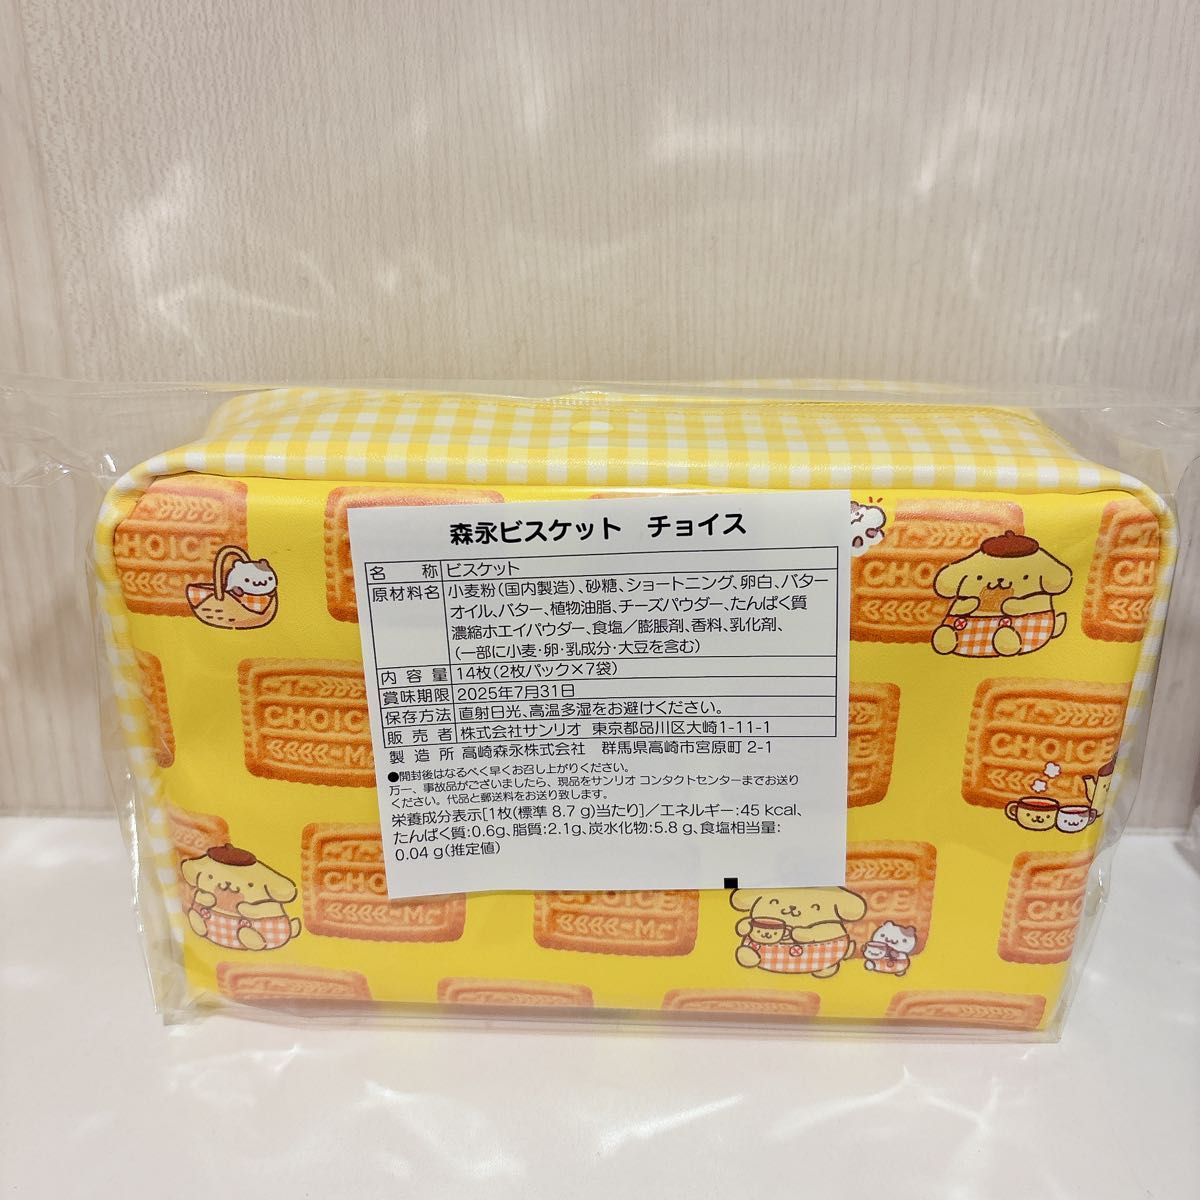 森永ビスケット チョイス
名称 ビスケット
原材料名 小麦粉(国内製造)、砂糖、ショートニング、卵白、バター
オイル、バター、植物油脂、チーズパウダー、たんぱく質
濃縮ホエイパウダー、食塩/膨脹剤、香料、乳化剤、
(一部に小麦・卵・乳成分・大豆を含む)
内容量 14枚(2枚パック×7袋)
賞味期限 2025年7月31日
保存方法 直射日光、高温多湿をお避けください。
販売者 株式会社サンリオ 東京都品川区大崎1-11-1
製造所 高崎森永株式会社 群馬県高崎市宮原町2-1
●開封後はなるべく早くお召し上がりください。
万一、事故品がございましたら、現品をサンリオ コンタクトセンターまでお送り
ください。代品と郵送料をお送り致します。
栄養成分表示[1枚(標準 8.7 g)当たり]/エネルギー:45 kcal、
たんぱく質:0.6g、脂質:2.1g、炭水化物:5.8 g、食塩相当量:
0.04 g(推定値)
CHOICE
CHO
CHO
CHOICE
CHOICE
CHOICE
M
CHO
Mc
OICE
Mc
OICE
CHO